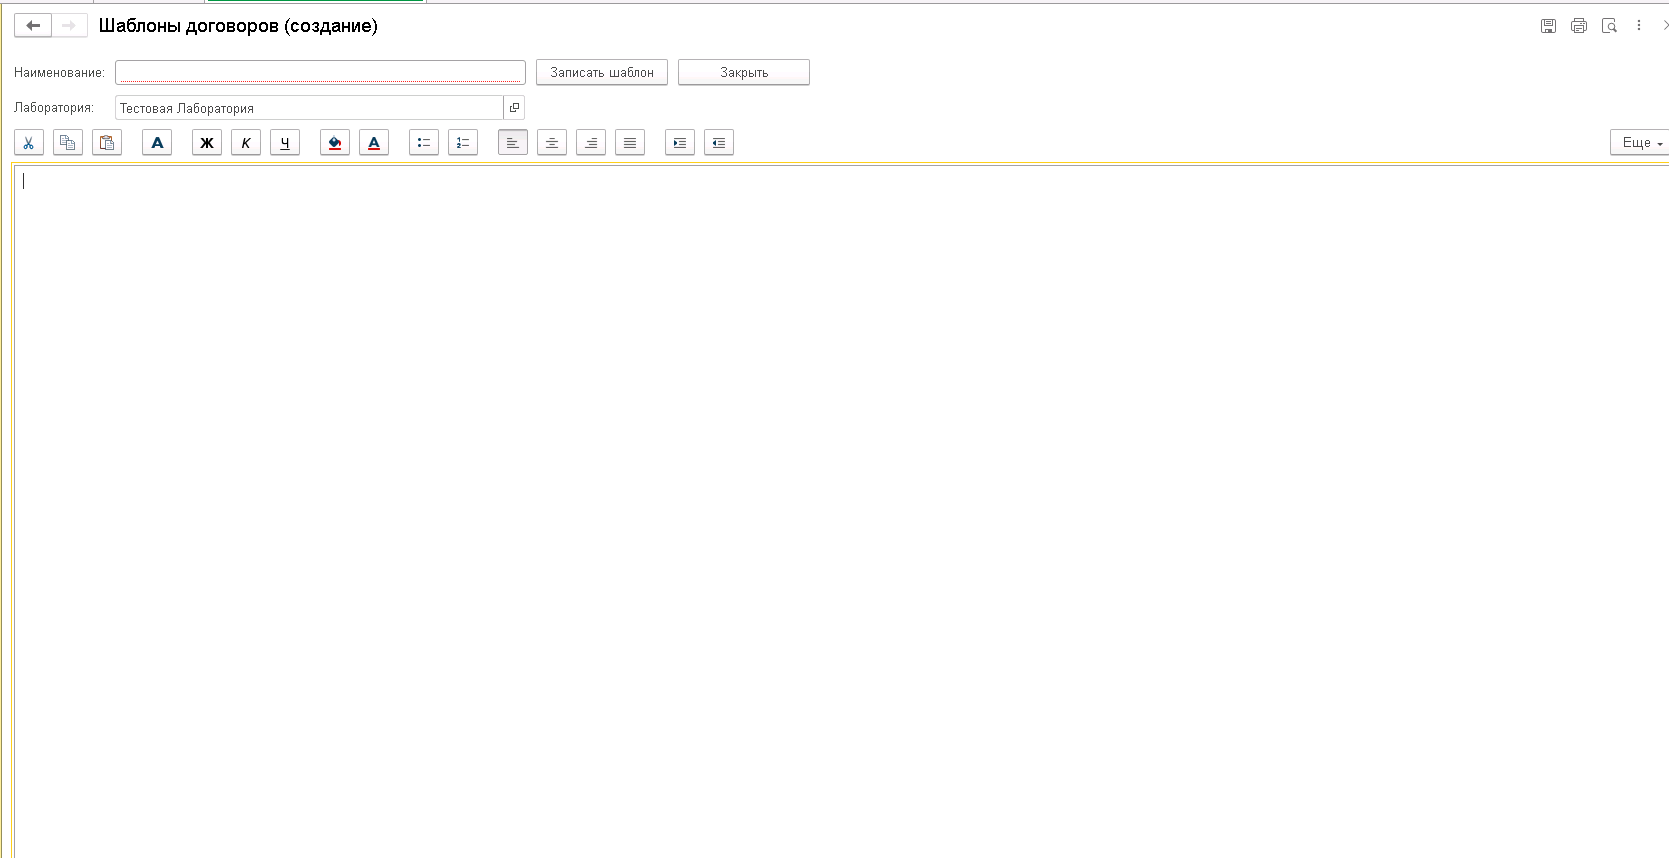 Шаблоны договоров (создание)
Наименование:
Записать шаблон
Закрыть
Лаборатория:
Тестовая Лаборатория
А Ж К Ч А
Еще